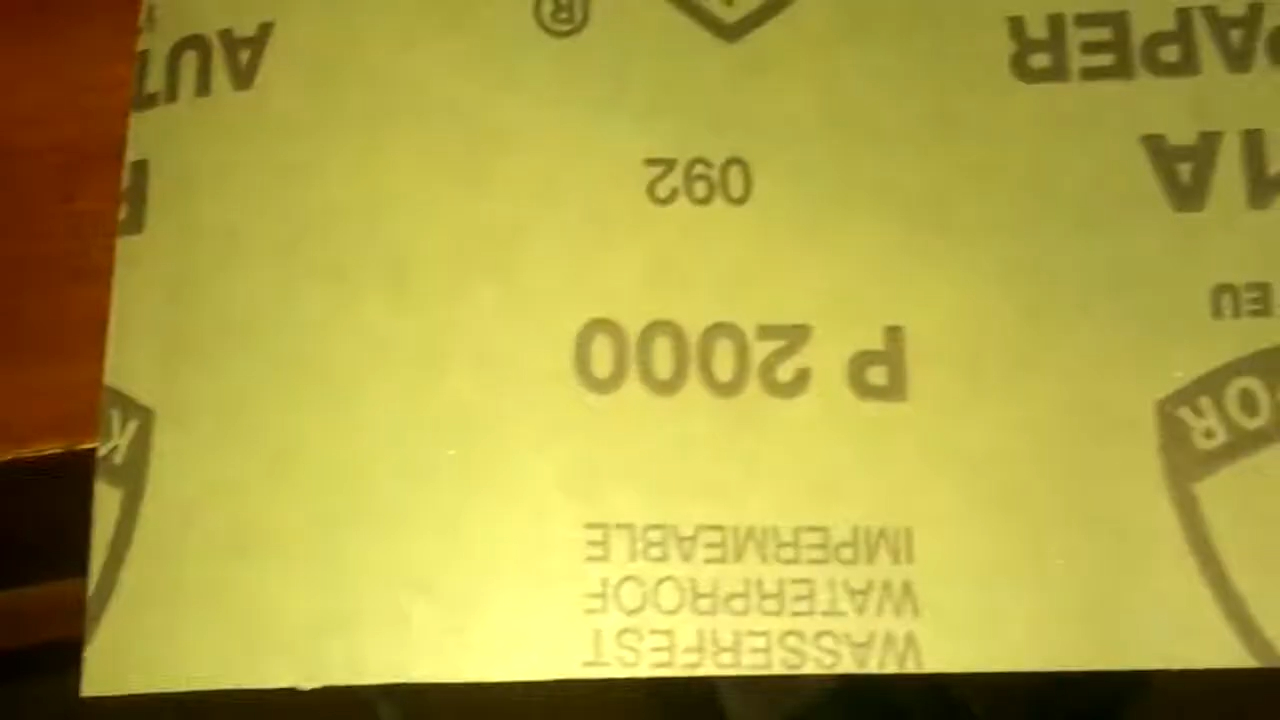 WASSERFEST
WATERPROOF
IMPERMEABLE
P 2000
EU
092
PAPER
®